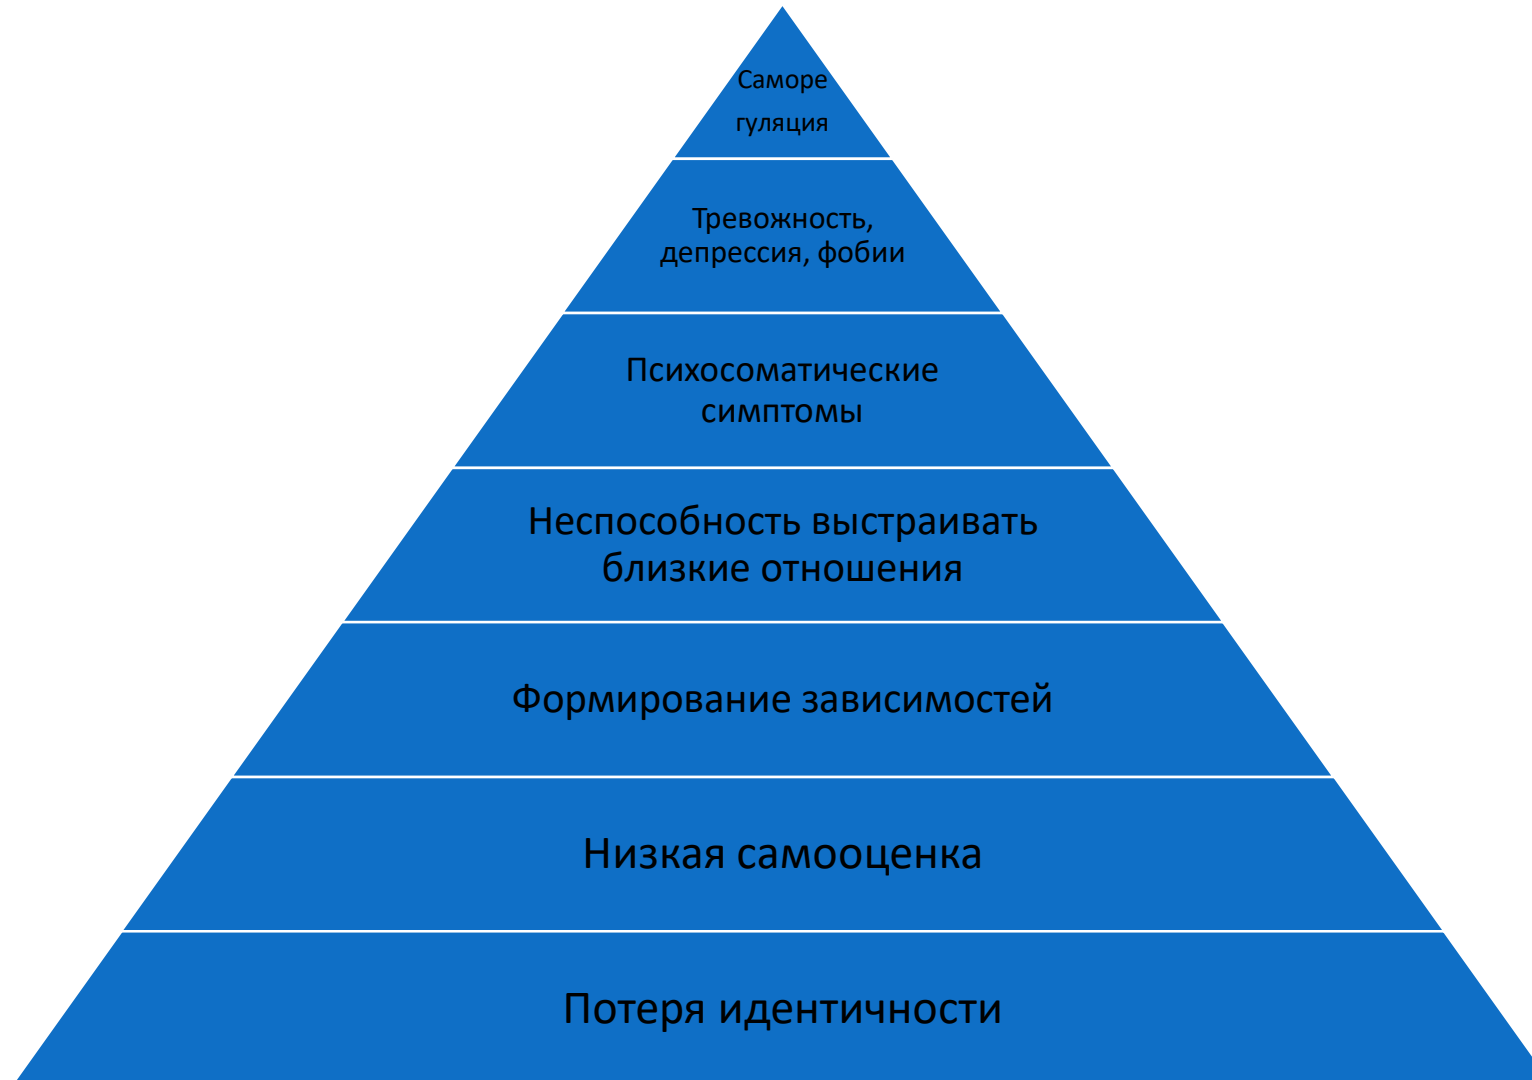 Саморе
гуляция
Тревожность,
депрессия, фобии
Психосоматические
симптомы
Неспособность выстраивать
близкие отношения
Формирование зависимостей
Низкая самооценка
Потеря идентичности